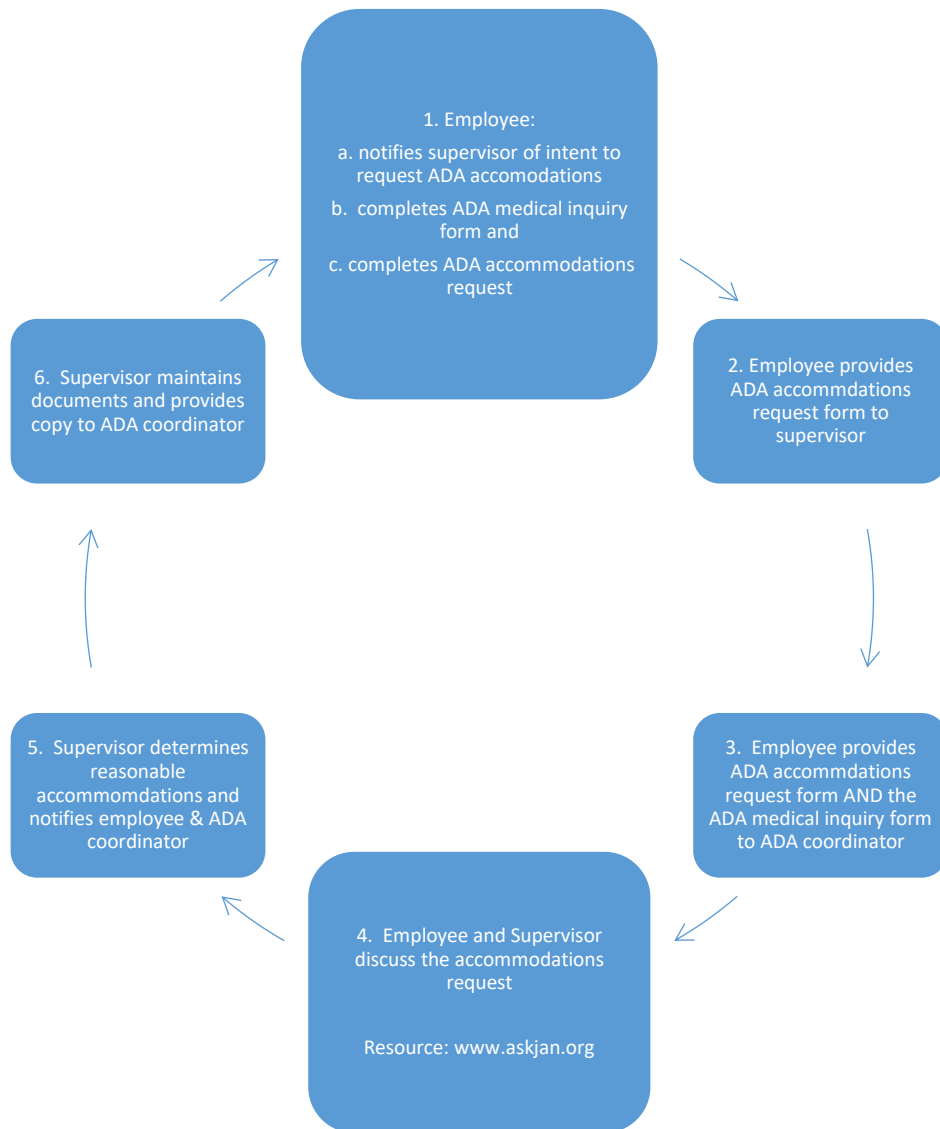 1. Employee:
a. notifies supervisor of intent to
request ADA accomodations
b.  completes ADA medical inquiry
form and
c. completes ADA accommodations
request
2. Employee provides
ADA accommdations
request form to
supervisor
3.  Employee provides
ADA accommdations
request form AND the
ADA medical inquiry form
to ADA coordinator
4.  Employee and Supervisor
discuss the accommodations
request
Resource: www.askjan.org
5.  Supervisor determines
reasonable
accommomdations and
notifies employee & ADA
coordinator
6.  Supervisor maintains
documents and provides
copy to ADA coordinator